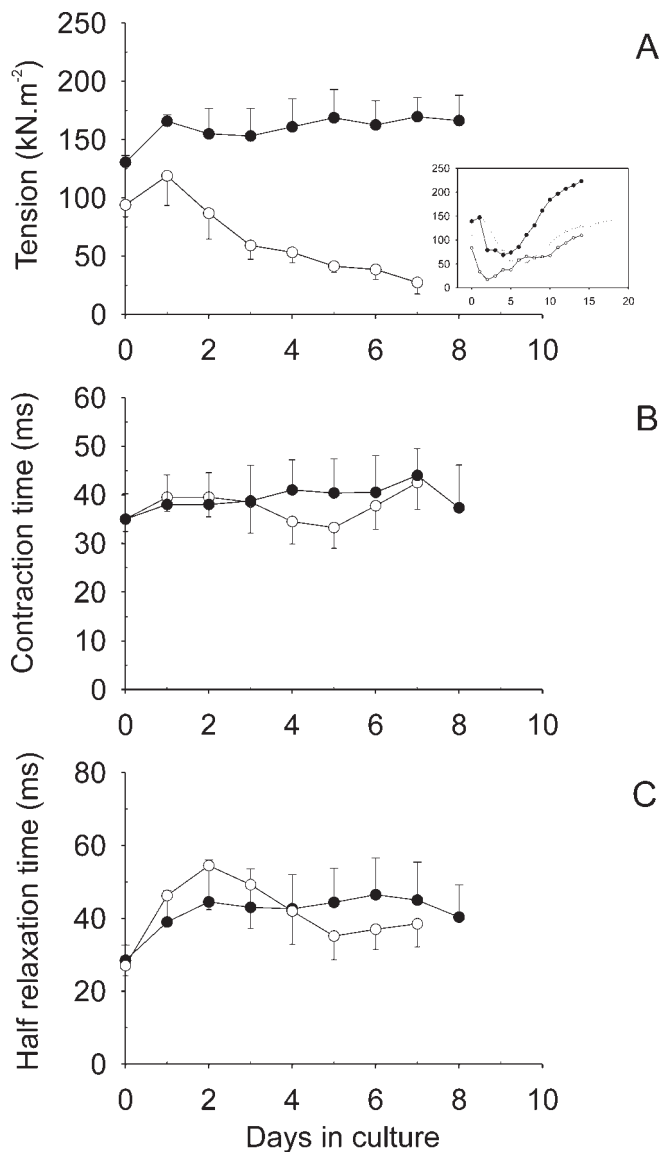 A
Tension (kN.m-2)
250
200
150
100
50
0
250
200
150
100
50
0
0 5 10 15 20
0 2 4 6 8 10
B
Contraction time (ms)
60
50
40
30
20
10
0
0 2 4 6 8 10
C
Half relaxation time (ms)
80
60
40
20
0
0 2 4 6 8 10
Days in culture